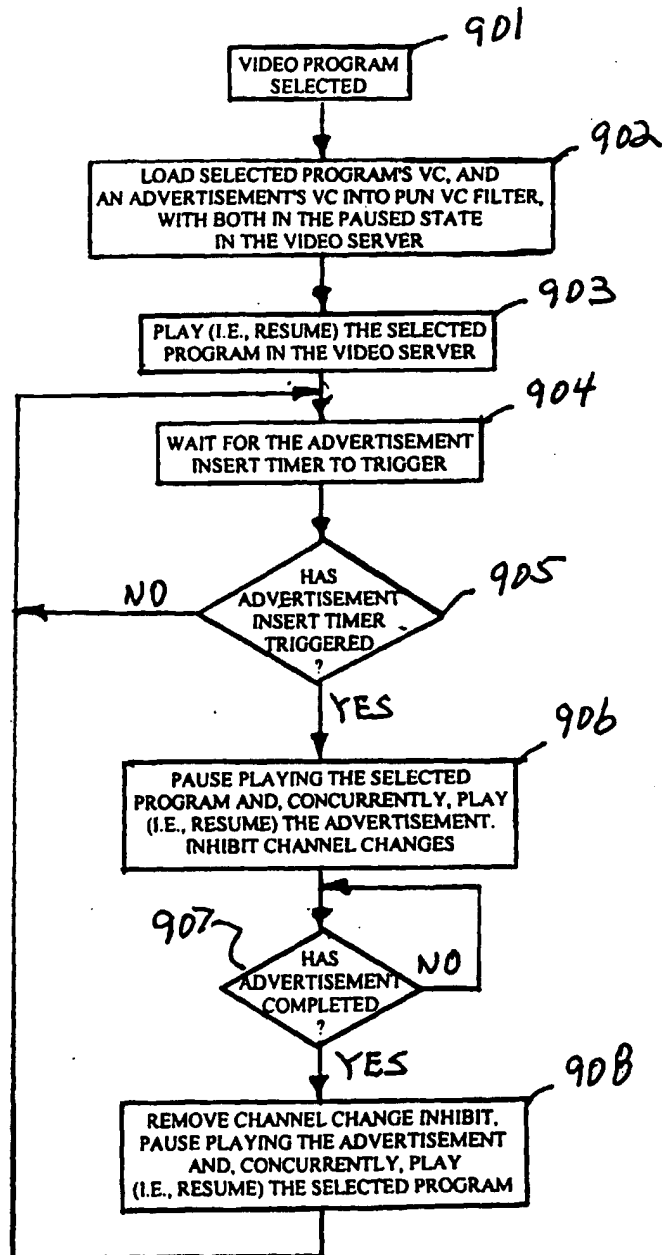 901
VIDEO PROGRAM
SELECTED
902
LOAD SELECTED PROGRAM'S VC, AND
AN ADVERTISEMENT'S VC INTO PUN VC FILTER,
WITH BOTH IN THE PAUSED STATE
IN THE VIDEO SERVER
903
PLAY (I.E., RESUME) THE SELECTED
PROGRAM IN THE VIDEO SERVER
904
WAIT FOR THE ADVERTISEMENT
INSERT TIMER TO TRIGGER
905
HAS
ADVERTISEMENT
INSERT TIMER
TRIGGERED
?
NO
YES
906
PAUSE PLAYING THE SELECTED
PROGRAM AND, CONCURRENTLY, PLAY
(I.E., RESUME) THE ADVERTISEMENT.
INHIBIT CHANNEL CHANGES
907
HAS
ADVERTISEMENT
COMPLETED
?
NO
YES
908
REMOVE CHANNEL CHANGE INHIBIT,
PAUSE PLAYING THE ADVERTISEMENT
AND, CONCURRENTLY, PLAY
(I.E., RESUME) THE SELECTED PROGRAM